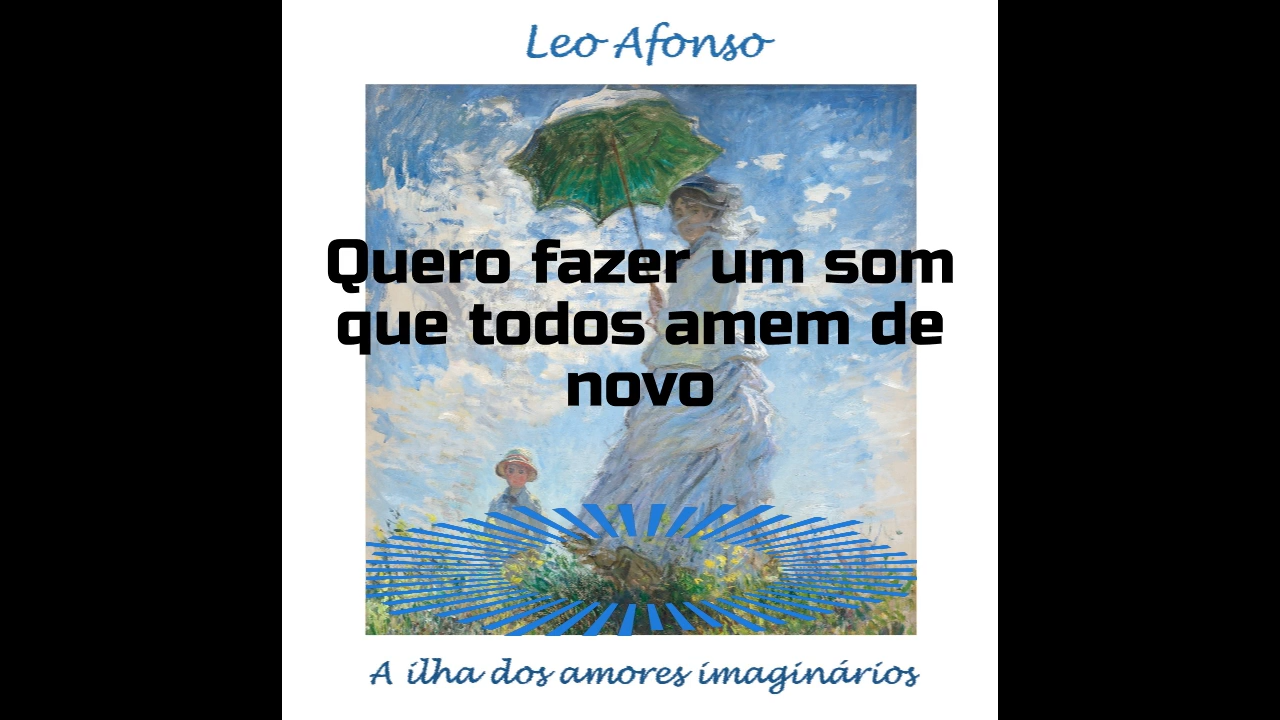 Leo Afonso
Quero fazer um som
que todos amem de
novo
A ilha dos amores imaginários